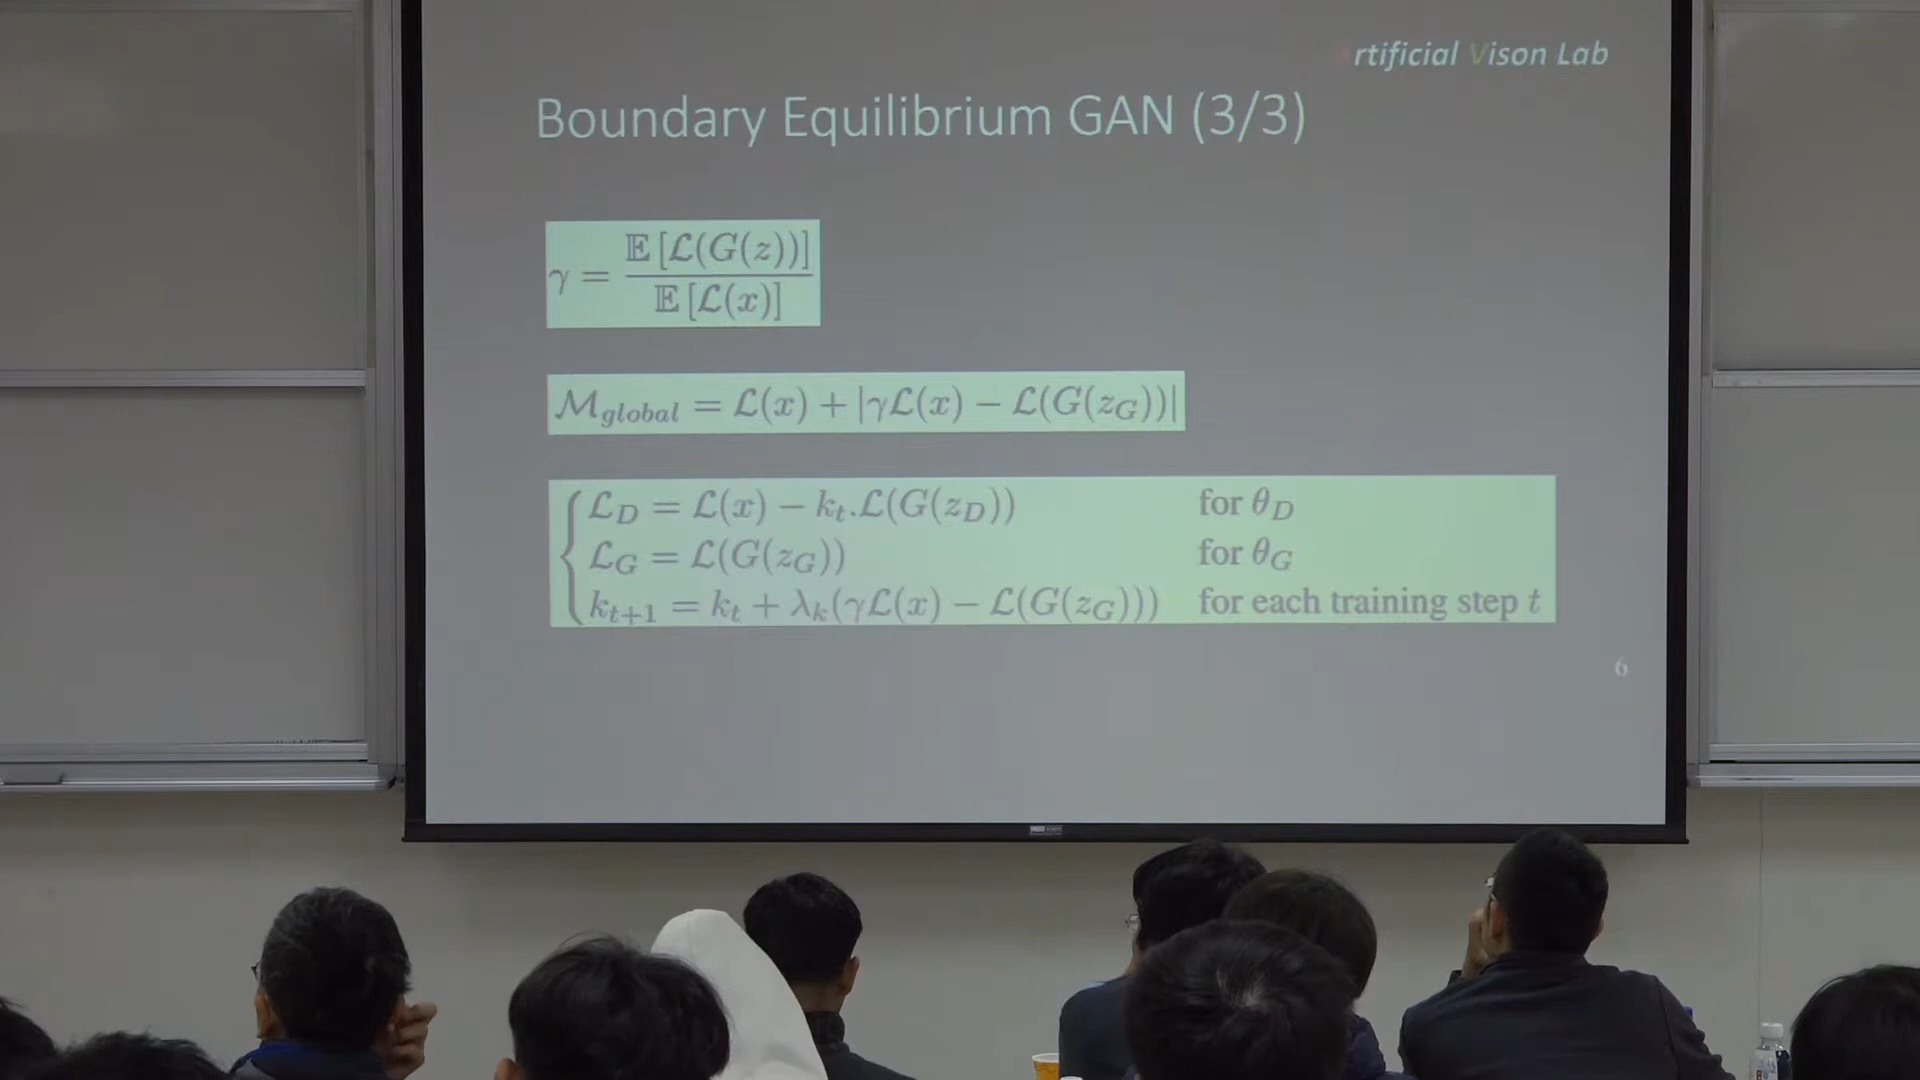 rtificial Vison Lab
Boundary Equilibrium GAN (3/3)
γ = 𝔼 [ℒ(G(z))] / 𝔼 [ℒ(x)]
ℳ_global = ℒ(x) + |γℒ(x) − ℒ(G(z_G))|
ℒ_D = ℒ(x) − k_t.ℒ(G(z_D)) for θ_D
ℒ_G = ℒ(G(z_G)) for θ_G
k_{t+1} = k_t + λ_k(γℒ(x) − ℒ(G(z_G))) for each training step t
6